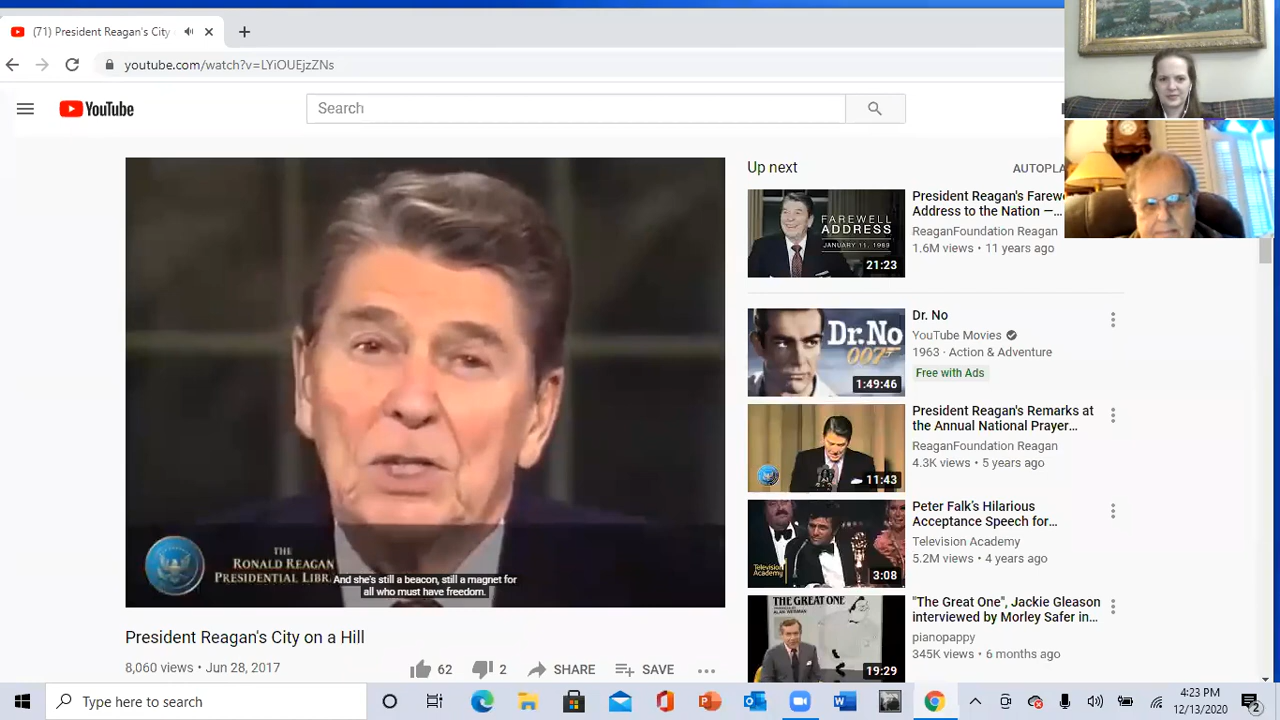 (71) President Reagan's City
youtube.com/watch?v=LYiOUEjzZNs
YouTube
Search
THE
RONALD REAGAN
PRESIDENTIAL LIBR
And she's still a beacon, still a magnet for
all who must have freedom.
President Reagan's City on a Hill
8,060 views • Jun 28, 2017
62
2
SHARE
SAVE
Up next
AUTOPLA
FAREWELL
ADDRESS
JANUARY 11, 1989
21:23
President Reagan's Farew
Address to the Nation —...
ReaganFoundation Reagan
1.6M views • 11 years ago
Dr.No
007
1:49:46
Dr. No
YouTube Movies
1963 · Action & Adventure
Free with Ads
11:43
President Reagan's Remarks at
the Annual National Prayer...
ReaganFoundation Reagan
4.3K views • 5 years ago
Television
Academy
3:08
Peter Falk's Hilarious
Acceptance Speech for...
Television Academy
5.2M views • 4 years ago
THE GREAT ONE
19:29
"The Great One", Jackie Gleason
interviewed by Morley Safer in...
pianopappy
345K views • 6 months ago
Type here to search
4:23 PM
12/13/2020
2